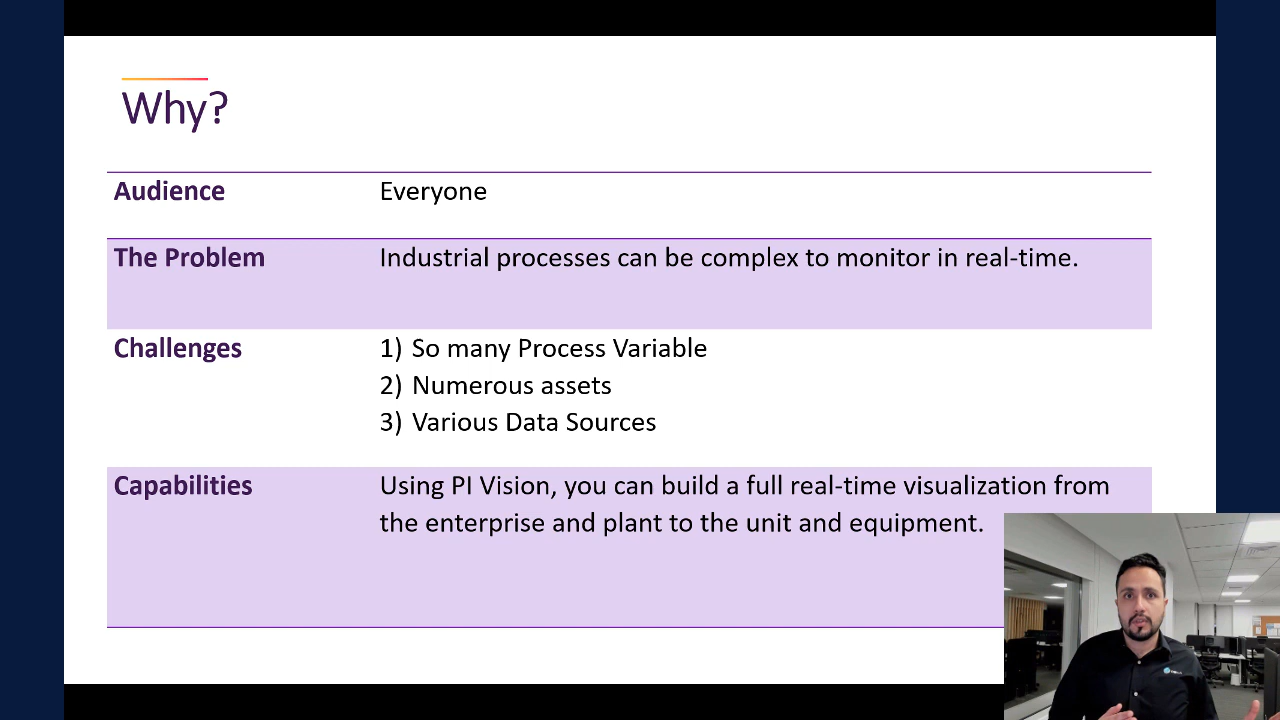 Why?
Audience
Everyone
The Problem
Industrial processes can be complex to monitor in real-time.
Challenges
1) So many Process Variable
2) Numerous assets
3) Various Data Sources
Capabilities
Using PI Vision, you can build a full real-time visualization from
the enterprise and plant to the unit and equipment.